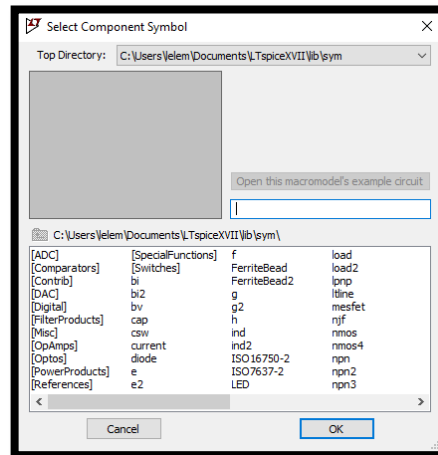 Select Component Symbol
Top Directory: C:\Users\elem\Documents\LTspiceXVII\lib\sym
Open this macromodel's example circuit
C:\Users\elem\Documents\LTspiceXVII\lib\sym\
[ADC] [SpecialFunctions] f load
[Comparators] [Switches] FerriteBead load2
[Contrib] bi FerriteBead2 lpnp
[DAC] bi2 g ltline
[Digital] bv g2 mesfet
[FilterProducts] cap h njf
[Misc] csw ind nmos
[OpAmps] current ind2 nmos4
[Optos] diode ISO16750-2 npn
[PowerProducts] e ISO7637-2 npn2
[References] e2 LED npn3
Cancel OK